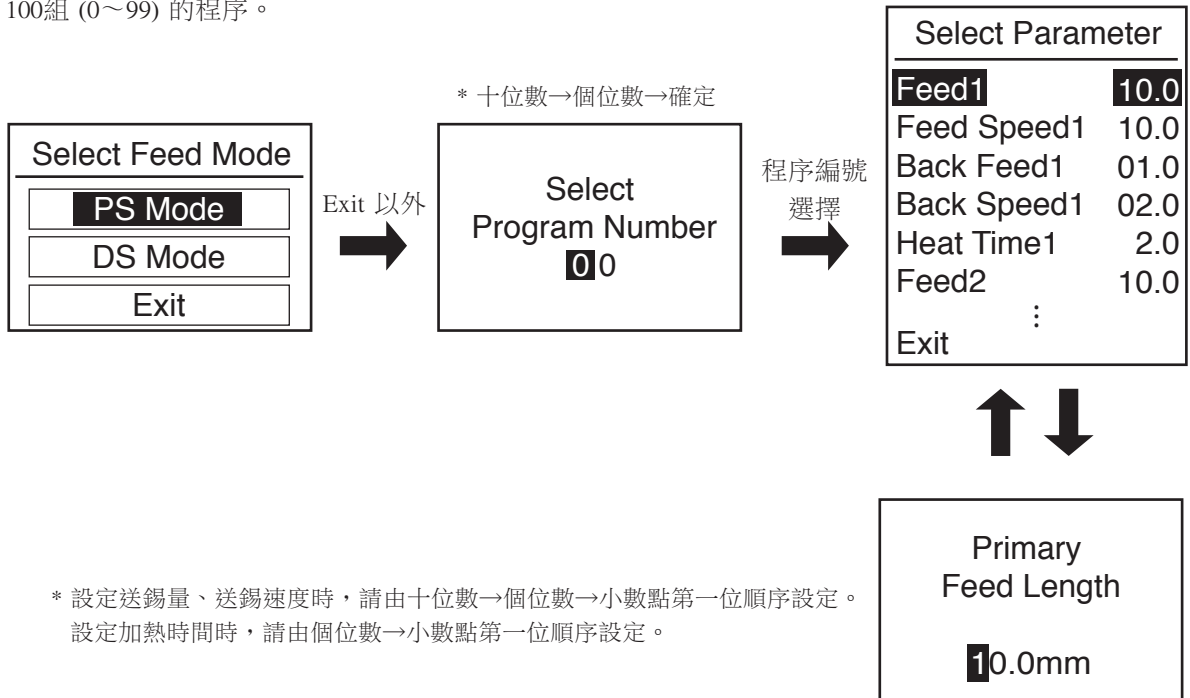 100組 (0～99) 的程序。
Select Feed Mode
PS Mode
DS Mode
Exit
Exit 以外
* 十位數→個位數→確定
Select
Program Number
00
程序編號
選擇
Select Parameter
Feed1 10.0
Feed Speed1 10.0
Back Feed1 01.0
Back Speed1 02.0
Heat Time1 2.0
Feed2 10.0
⋮
Exit
Primary
Feed Length
10.0mm
* 設定送錫量、送錫速度時，請由十位數→個位數→小數點第一位順序設定。
設定加熱時間時，請由個位數→小數點第一位順序設定。